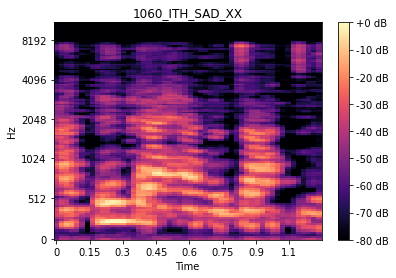 1060_ITH_SAD_XX
Hz
8192
4096
2048
1024
512
0
0 0.15 0.3 0.45 0.6 0.75 0.9 1.1
Time
+0 dB
-10 dB
-20 dB
-30 dB
-40 dB
-50 dB
-60 dB
-70 dB
-80 dB